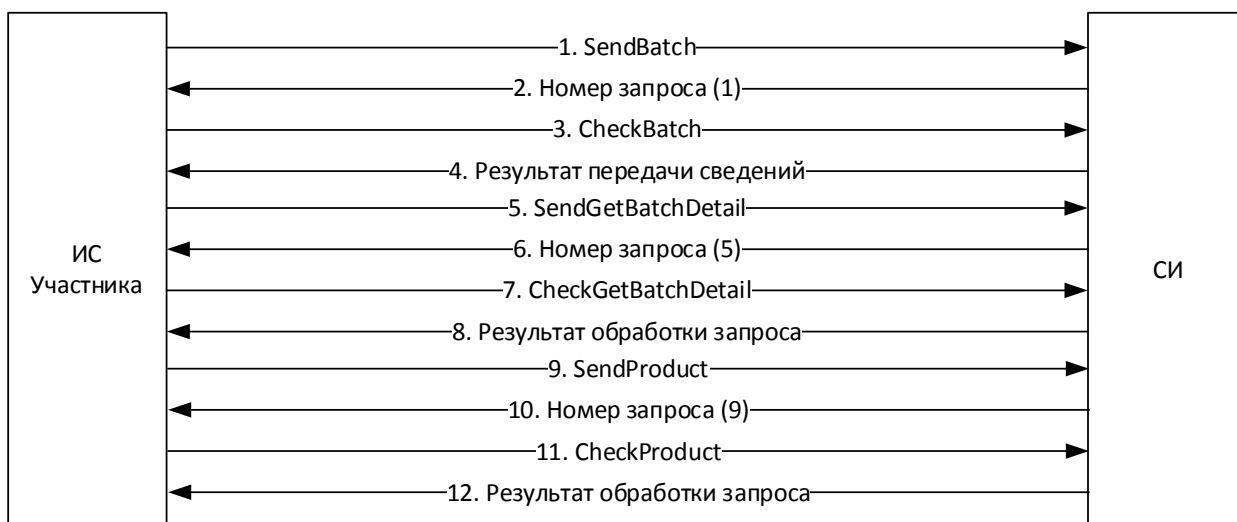 1. SendBatch
2. Номер запроса (1)
3. CheckBatch
4. Результат передачи сведений
5. SendGetBatchDetail
6. Номер запроса (5)
ИС
Участника
СИ
7. CheckGetBatchDetail
8. Результат обработки запроса
9. SendProduct
10. Номер запроса (9)
11. CheckProduct
12. Результат обработки запроса